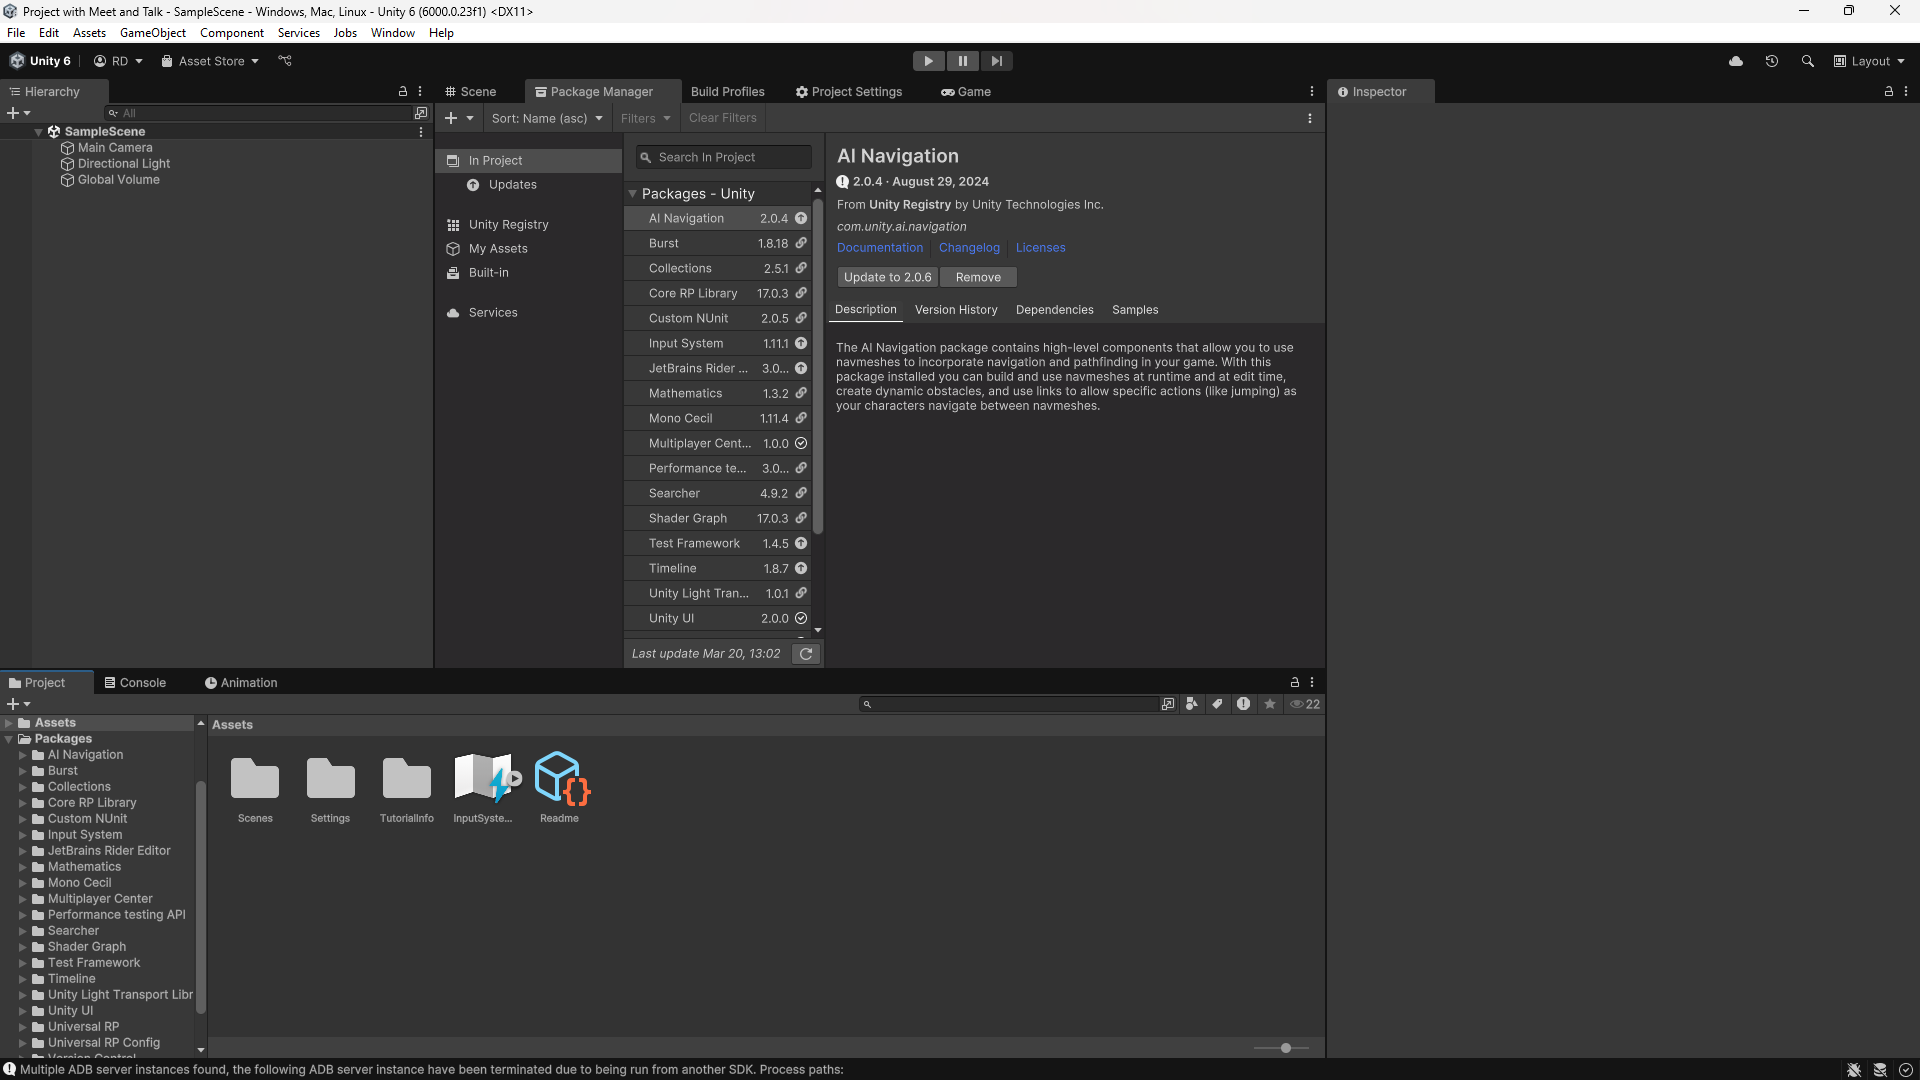 Project with Meet and Talk - SampleScene - Windows, Mac, Linux - Unity 6 (6000.0.23f1) <DX11>
File Edit Assets GameObject Component Services Jobs Window Help
Unity 6 RD Asset Store Layout
Hierarchy
All
SampleScene
Main Camera
Directional Light
Global Volume
Scene Package Manager Build Profiles Project Settings Game
Sort: Name (asc) Filters Clear Filters
In Project
Updates
Unity Registry
My Assets
Built-in
Services
Search In Project
Packages - Unity
AI Navigation 2.0.4
Burst 1.8.18
Collections 2.5.1
Core RP Library 17.0.3
Custom NUnit 2.0.5
Input System 1.11.1
JetBrains Rider ... 3.0...
Mathematics 1.3.2
Mono Cecil 1.11.4
Multiplayer Cent... 1.0.0
Performance te... 3.0...
Searcher 4.9.2
Shader Graph 17.0.3
Test Framework 1.4.5
Timeline 1.8.7
Unity Light Tran... 1.0.1
Unity UI 2.0.0
Last update Mar 20, 13:02
AI Navigation
2.0.4 · August 29, 2024
From Unity Registry by Unity Technologies Inc.
com.unity.ai.navigation
Documentation Changelog Licenses
Update to 2.0.6 Remove
Description Version History Dependencies Samples
The AI Navigation package contains high-level components that allow you to use
navmeshes to incorporate navigation and pathfinding in your game. With this
package installed you can build and use navmeshes at runtime and at edit time,
create dynamic obstacles, and use links to allow specific actions (like jumping) as
your characters navigate between navmeshes.
Inspector
Project Console Animation
22
Assets
Packages
AI Navigation
Burst
Collections
Core RP Library
Custom NUnit
Input System
JetBrains Rider Editor
Mathematics
Mono Cecil
Multiplayer Center
Performance testing API
Searcher
Shader Graph
Test Framework
Timeline
Unity Light Transport Libr
Unity UI
Universal RP
Universal RP Config
Version Control
Assets
Scenes
Settings
TutorialInfo
InputSyste...
Readme
Multiple ADB server instances found, the following ADB server instance have been terminated due to being run from another SDK. Process paths: